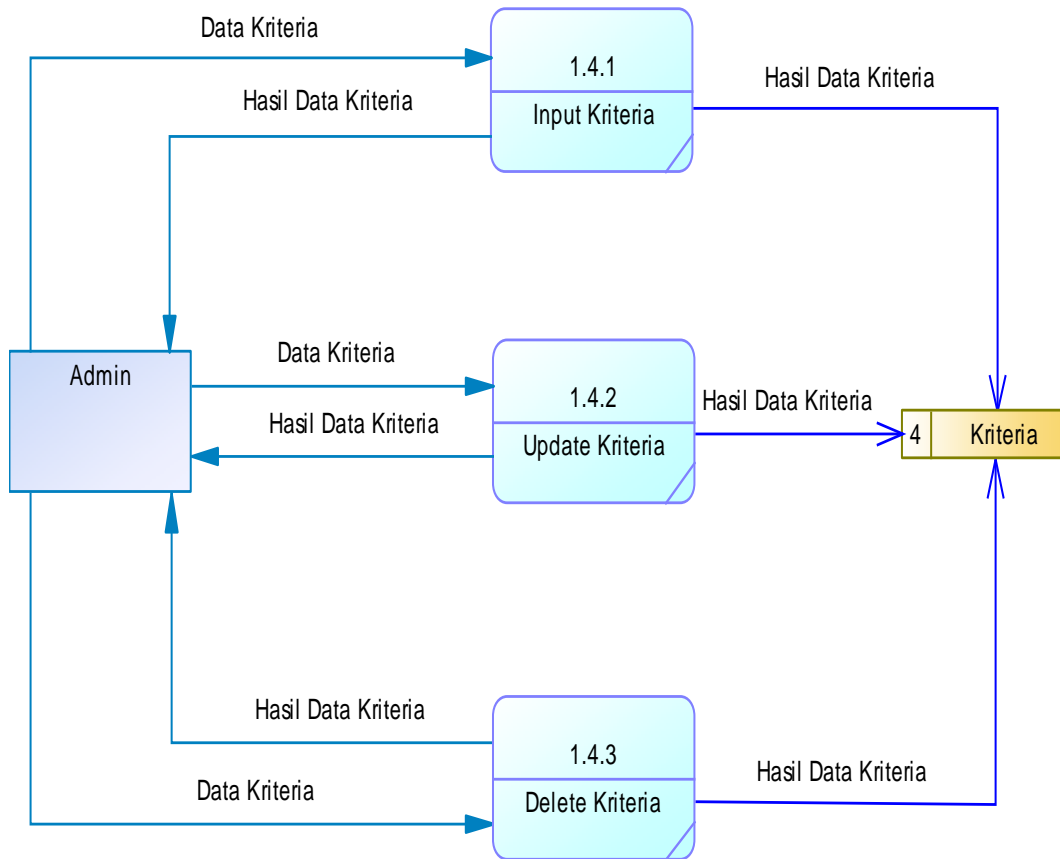 Data Kriteria
1.4.1
Hasil Data Kriteria
Hasil Data Kriteria
Input Kriteria
Admin
Data Kriteria
1.4.2
Hasil Data Kriteria
Hasil Data Kriteria
Update Kriteria
4 Kriteria
Hasil Data Kriteria
1.4.3
Hasil Data Kriteria
Data Kriteria
Delete Kriteria